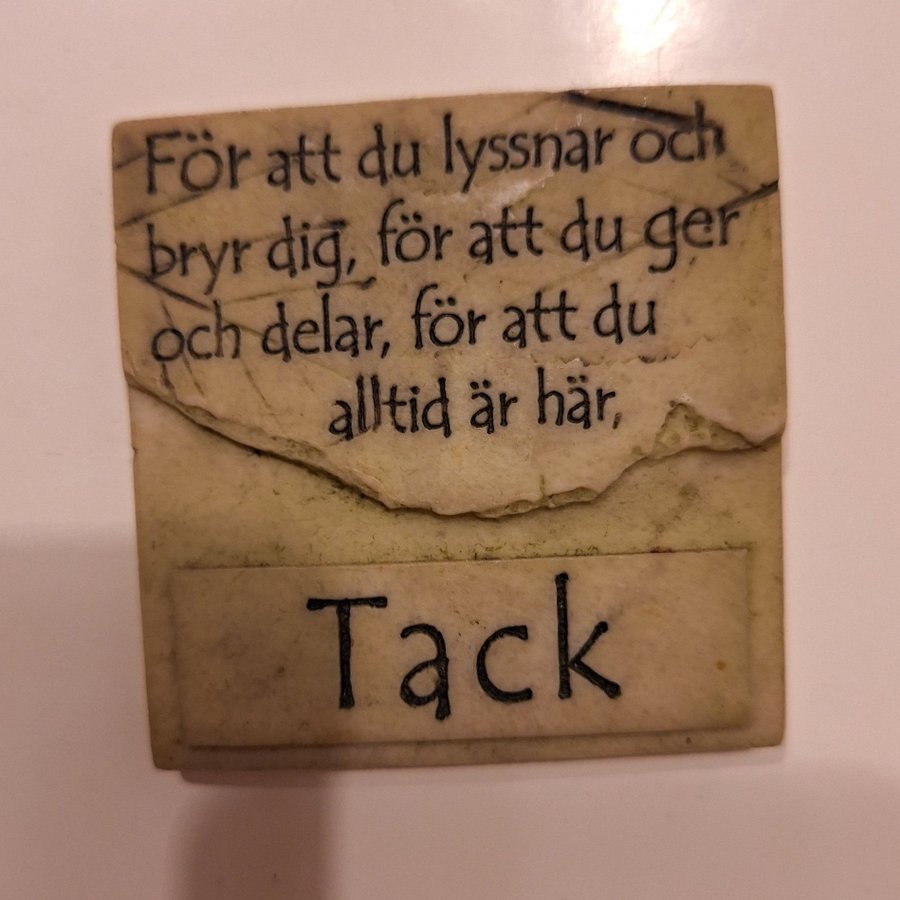 För att du lyssnar och
bryr dig, för att du ger
och delar, för att du
alltid är här,
Tack